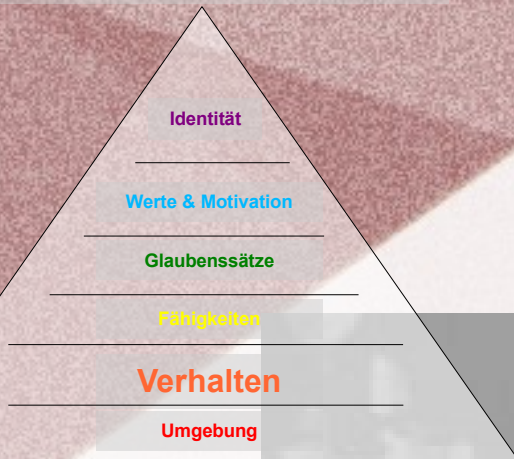 Identität
Werte & Motivation
Glaubenssätze
Fähigkeiten
Verhalten
Umgebung